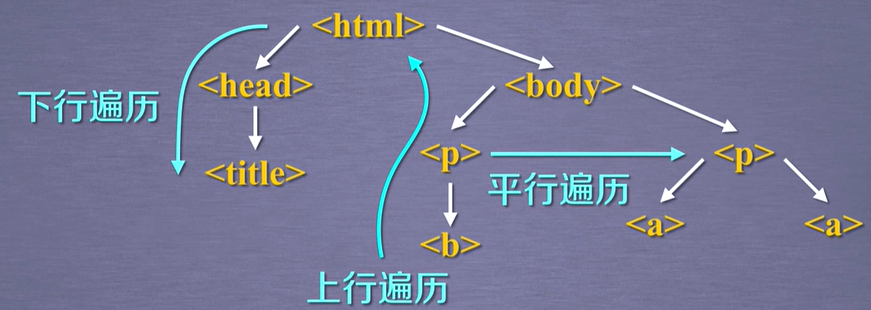 <html>
<head>
<body>
下行遍历
<p>
<p>
<title>
平行遍历
<a>
<a>
<b>
上行遍历